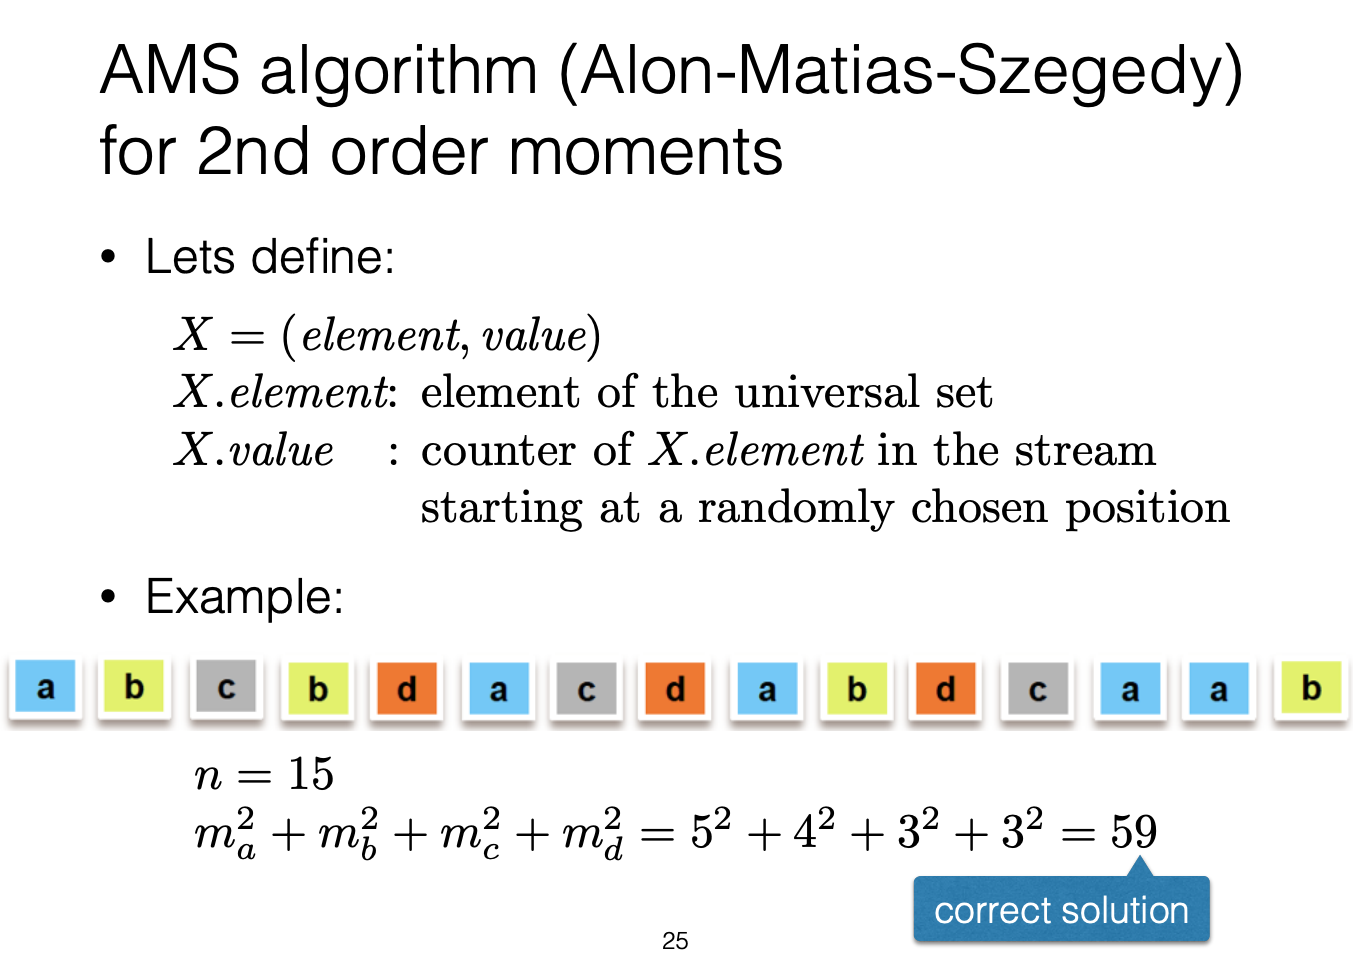 AMS algorithm (Alon-Matias-Szegedy)
for 2nd order moments
• Lets define:
X = (element, value)
X.element: element of the universal set
X.value : counter of X.element in the stream
starting at a randomly chosen position
• Example:
a b c b d a c d a b d c a a b
n = 15
m_a^2 + m_b^2 + m_c^2 + m_d^2 = 5^2 + 4^2 + 3^2 + 3^2 = 59
correct solution
25